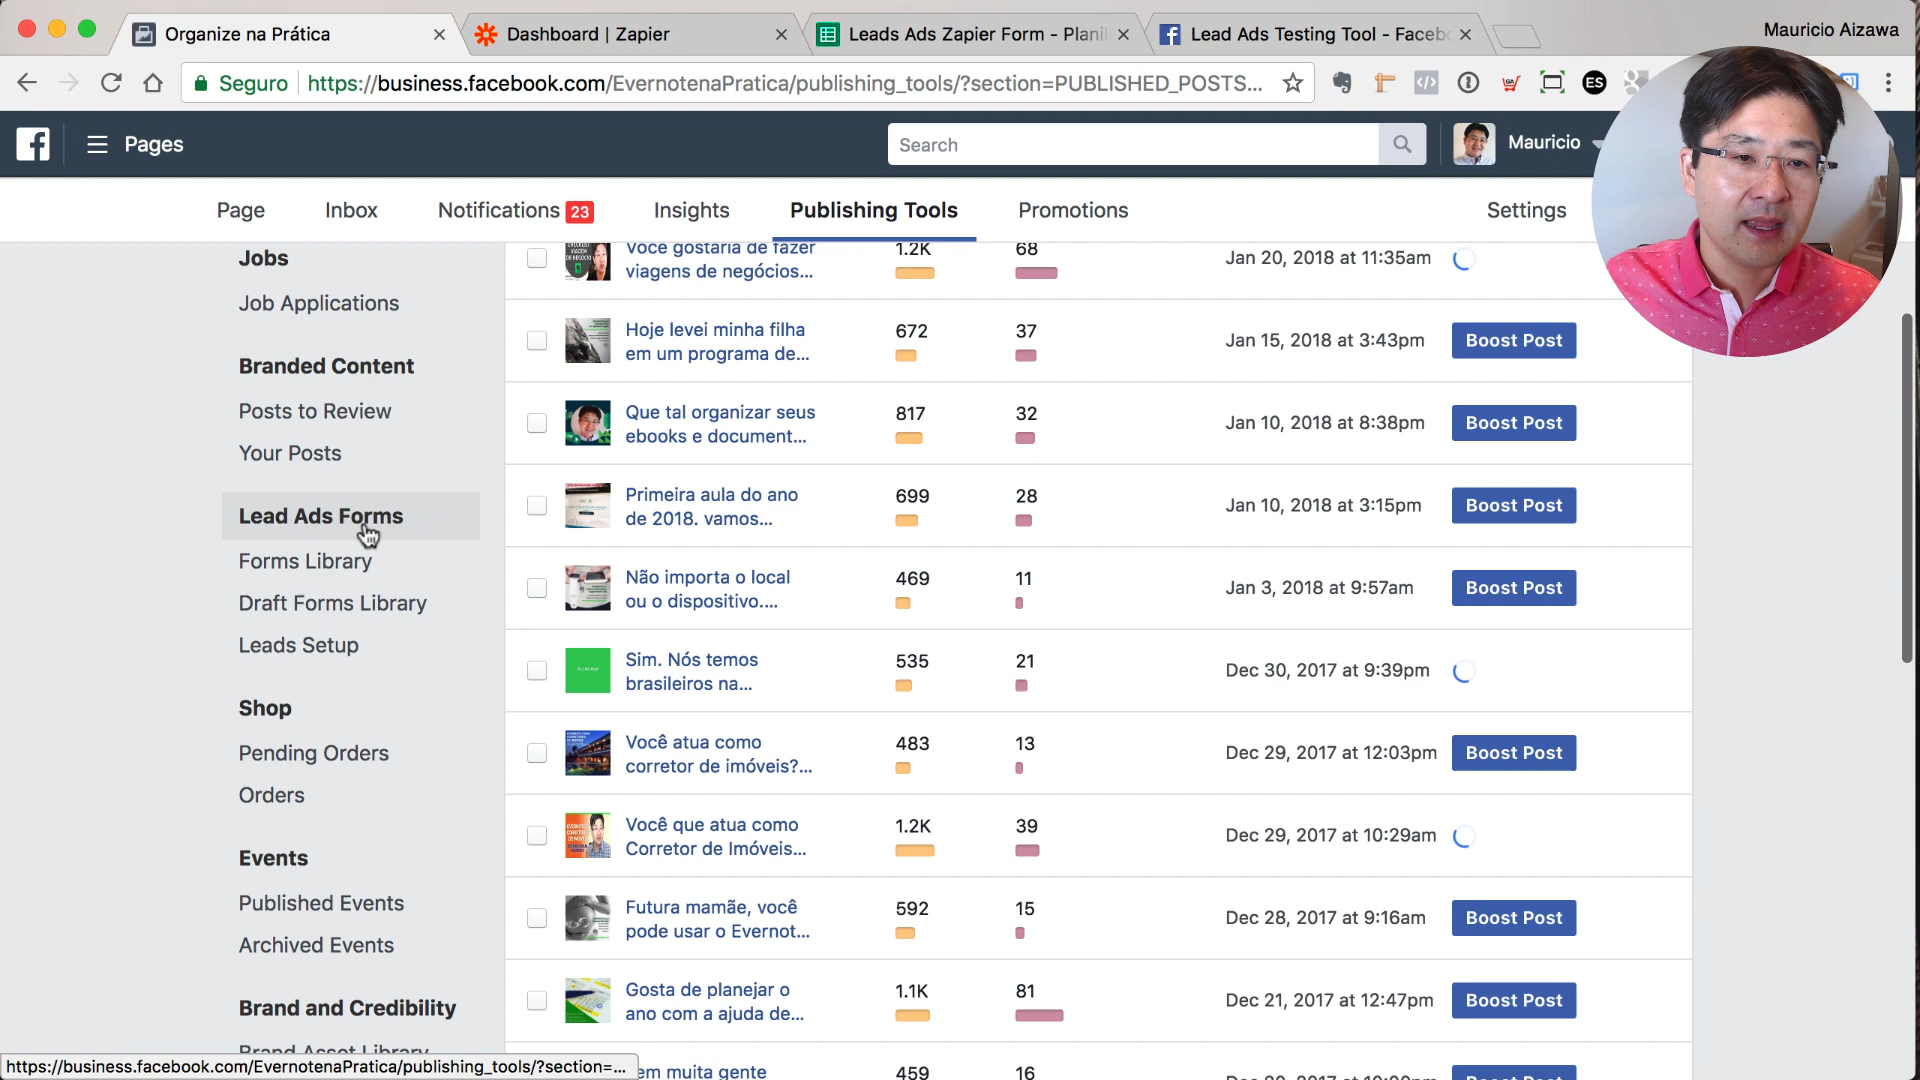 Organize na Prática
Dashboard | Zapier
Leads Ads Zapier Form - Planil
Lead Ads Testing Tool - Facebo
Mauricio Aizawa
Seguro
https://business.facebook.com/EvernotenaPratica/publishing_tools/?section=PUBLISHED_POSTS...
ES
Pages
Search
Mauricio
Page
Inbox
Notifications 23
Insights
Publishing Tools
Promotions
Settings
Jobs
Job Applications
Branded Content
Posts to Review
Your Posts
Lead Ads Forms
Forms Library
Draft Forms Library
Leads Setup
Shop
Pending Orders
Orders
Events
Published Events
Archived Events
Brand and Credibility
Brand Asset Library
Você gostaria de fazer
viagens de negócios...
1.2K
68
Jan 20, 2018 at 11:35am
Hoje levei minha filha
em um programa de...
672
37
Jan 15, 2018 at 3:43pm
Boost Post
Que tal organizar seus
ebooks e document...
817
32
Jan 10, 2018 at 8:38pm
Boost Post
Primeira aula do ano
de 2018. vamos...
699
28
Jan 10, 2018 at 3:15pm
Boost Post
Não importa o local
ou o dispositivo....
469
11
Jan 3, 2018 at 9:57am
Boost Post
Sim. Nós temos
brasileiros na...
535
21
Dec 30, 2017 at 9:39pm
Você atua como
corretor de imóveis?...
483
13
Dec 29, 2017 at 12:03pm
Boost Post
Você que atua como
Corretor de Imóveis...
1.2K
39
Dec 29, 2017 at 10:29am
Futura mamãe, você
pode usar o Evernot...
592
15
Dec 28, 2017 at 9:16am
Boost Post
Gosta de planejar o
ano com a ajuda de...
1.1K
81
Dec 21, 2017 at 12:47pm
Boost Post
em muita gente
459
16
Boost Post
https://business.facebook.com/EvernotenaPratica/publishing_tools/?section=...